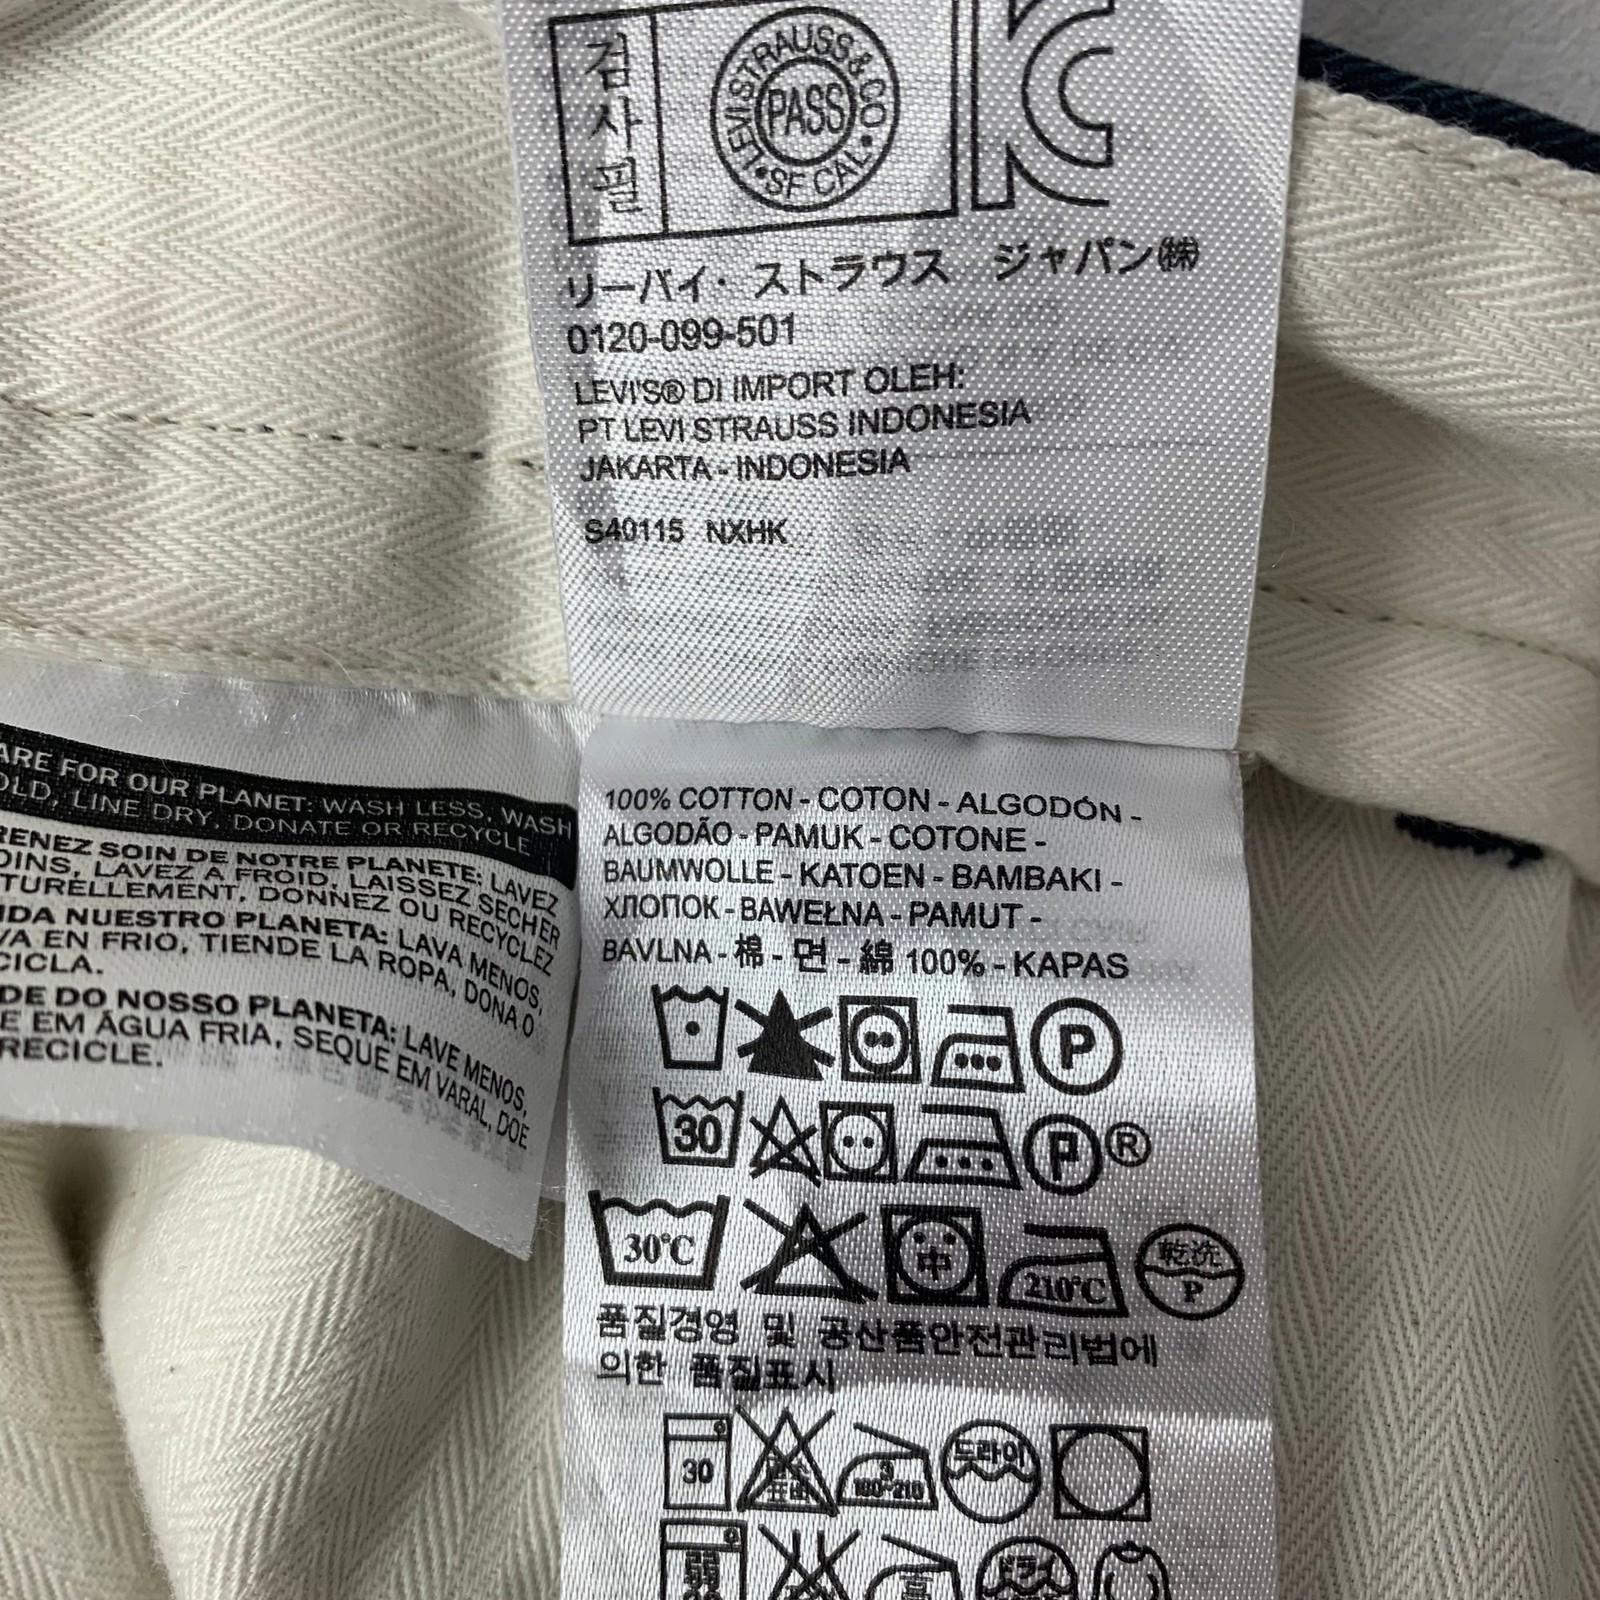 검사필
LEVI STRAUSS & CO
PASS
SF CAL
リーバイ・ストラウス ジャパン㈱
0120-099-501
LEVI'S® DI IMPORT OLEH:
PT LEVI STRAUSS INDONESIA
JAKARTA - INDONESIA
S40115 NXHK
ARE FOR OUR PLANET: WASH LESS, WASH
OLD, LINE DRY, DONATE OR RECYCLE
RENEZ SOIN DE NOTRE PLANETE: LAVEZ
OINS, LAVEZ A FROID, LAISSEZ SECHER
TURELLEMENT, DONNEZ OU RECYCLEZ
IDA NUESTRO PLANETA: LAVA MENOS,
VA EN FRIO, TIENDE LA ROPA, DONA O
CICLA.
DE DO NOSSO PLANETA: LAVE MENOS,
E EM ÁGUA FRIA, SEQUE EM VARAL, DOE
RECICLE.
100% COTTON - COTON - ALGODÓN -
ALGODÃO - PAMUK - COTONE -
BAUMWOLLE - KATOEN - BAMBAKI -
ХЛОПОК - BAWEŁNA - PAMUT -
BAVLNA - 棉 - 면 - 綿 100% - KAPAS
P
30 P ®
30°C 中 210°C 乾洗 P
품질경영 및 공산품안전관리법에
의한 품질표시
30 3 180~210 드라이